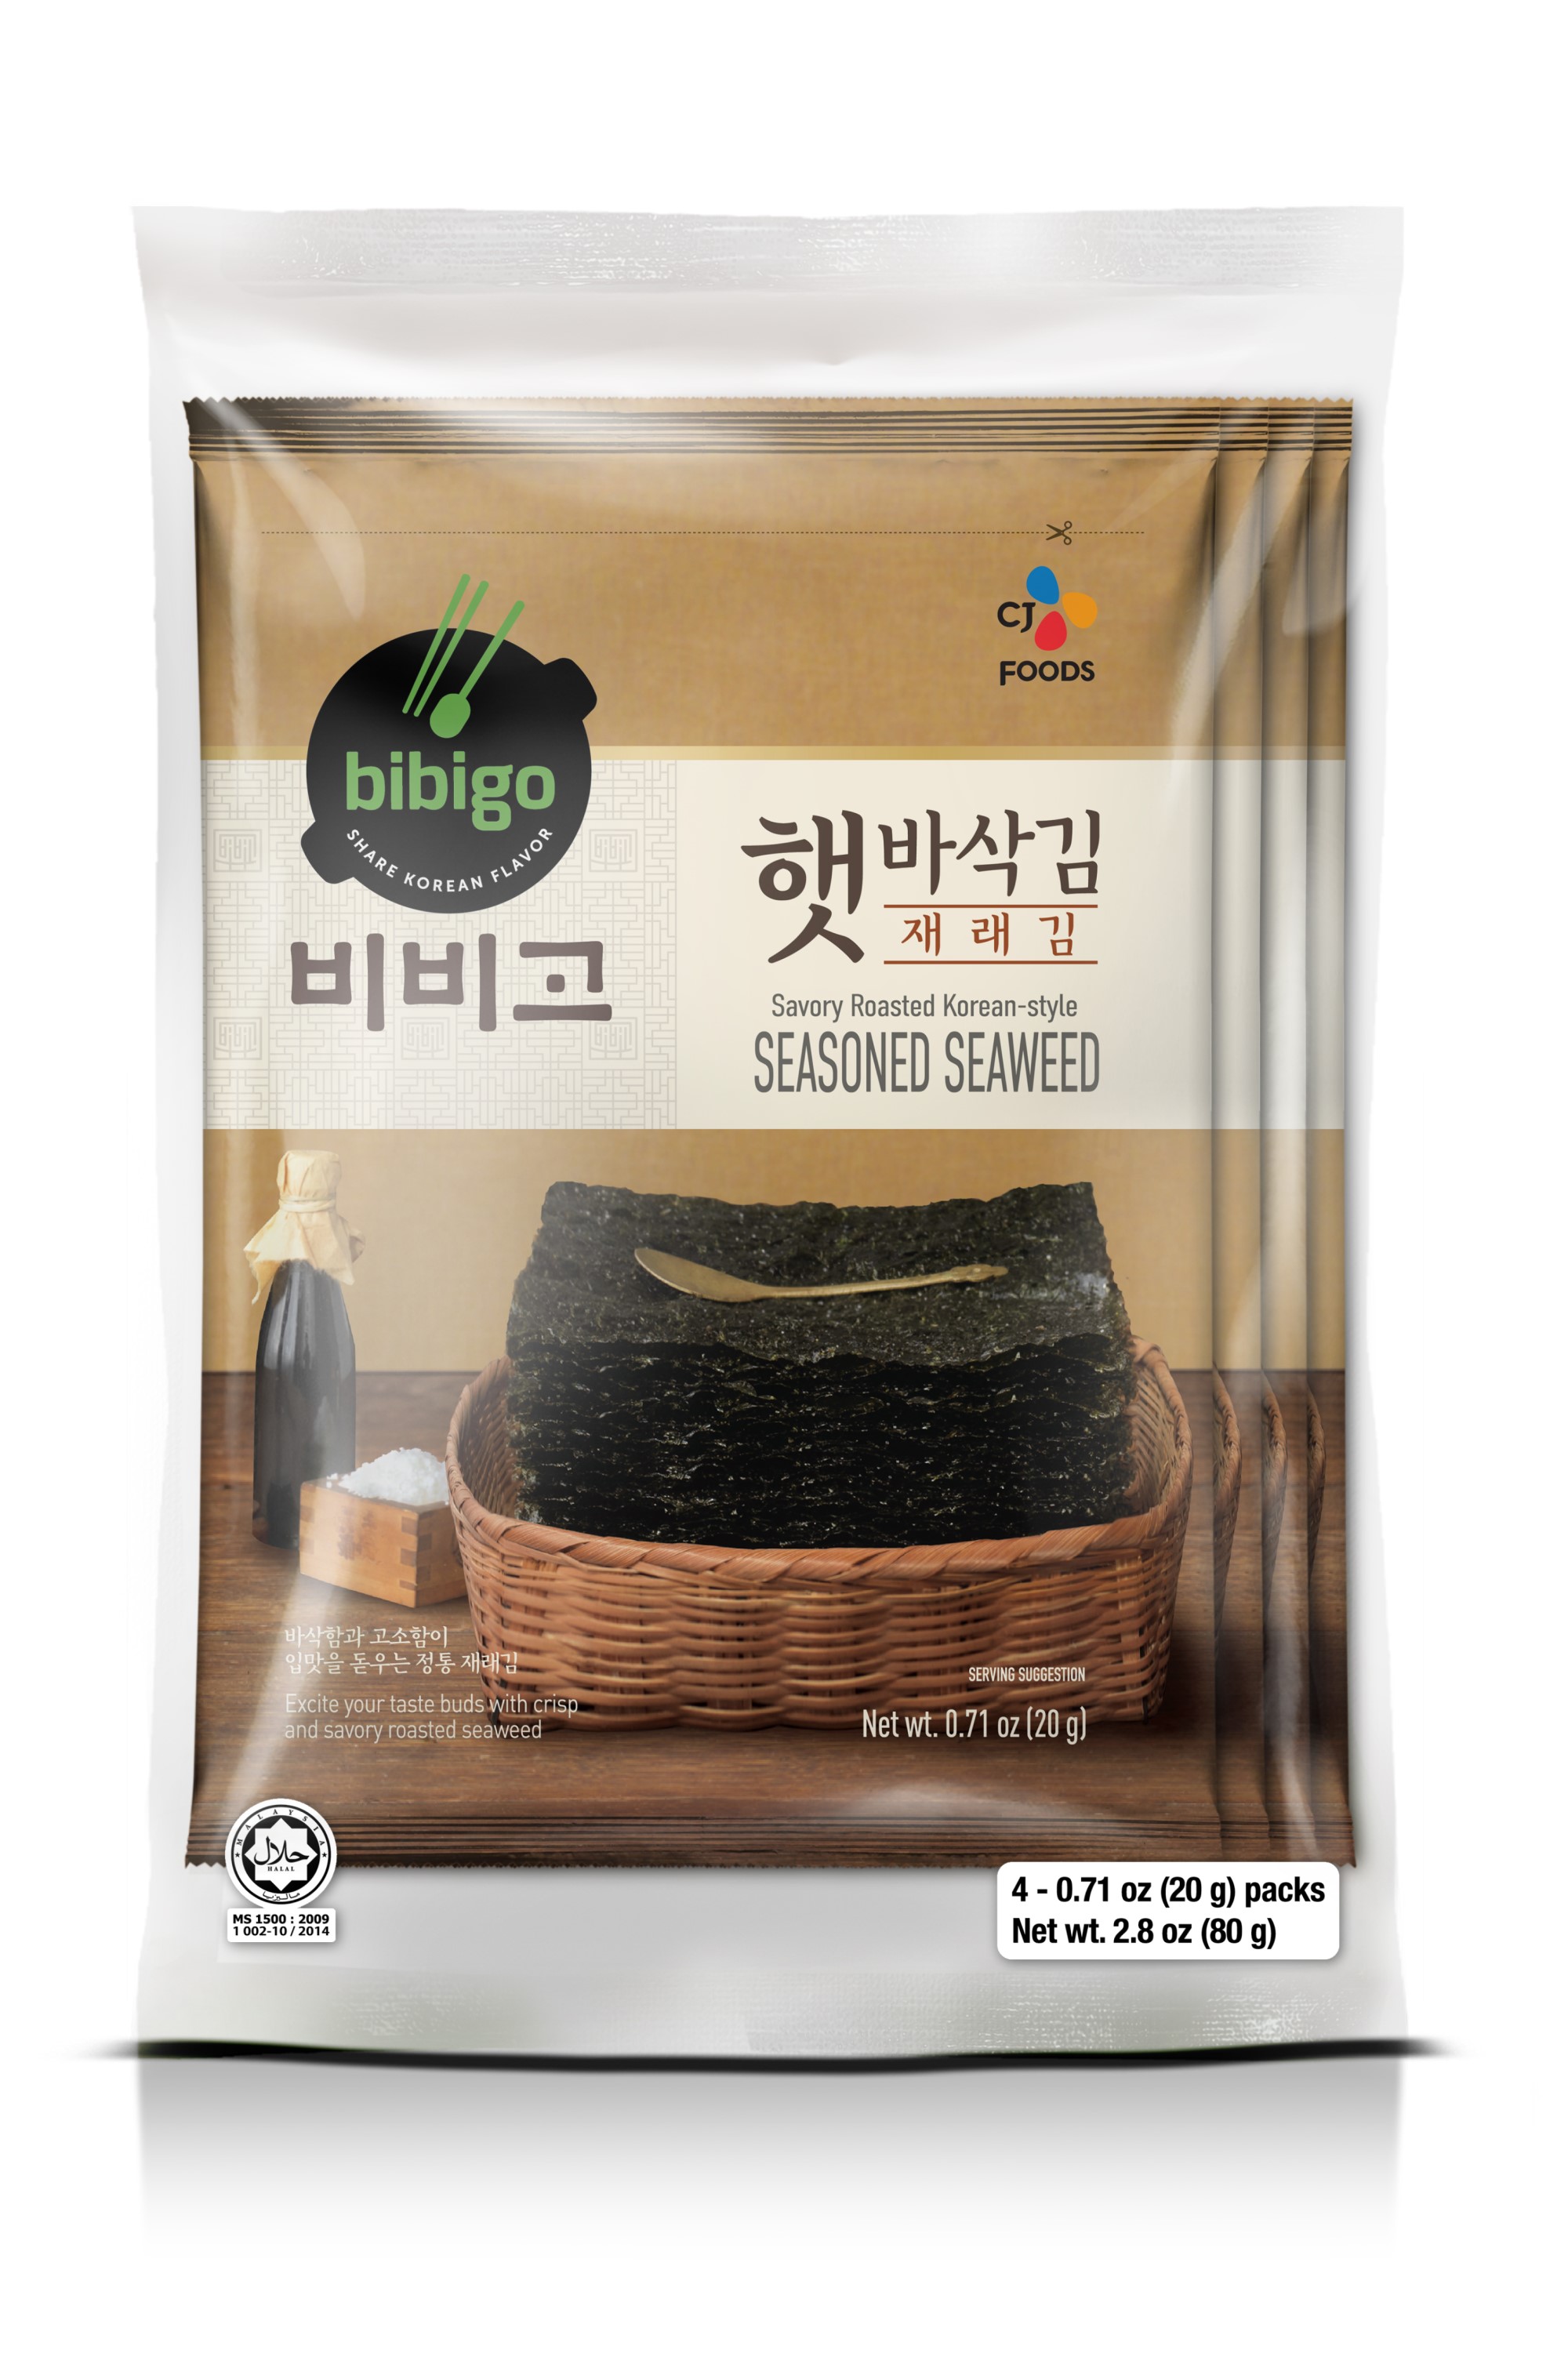 CJ
FOODS
bibigo
SHARE KOREAN FLAVOR
비비고
햇바삭김
재래김
Savory Roasted Korean-style
SEASONED SEAWEED
바삭함과 고소함이
입맛을 돋우는 정통 재래김
Excite your taste buds with crisp
and savory roasted seaweed
SERVING SUGGESTION
Net wt. 0.71 oz (20 g)
MALAYSIA
حلال
HALAL
ماليزيا
MS 1500 : 2009
1 002-10 / 2014
4 - 0.71 oz (20 g) packs
Net wt. 2.8 oz (80 g)